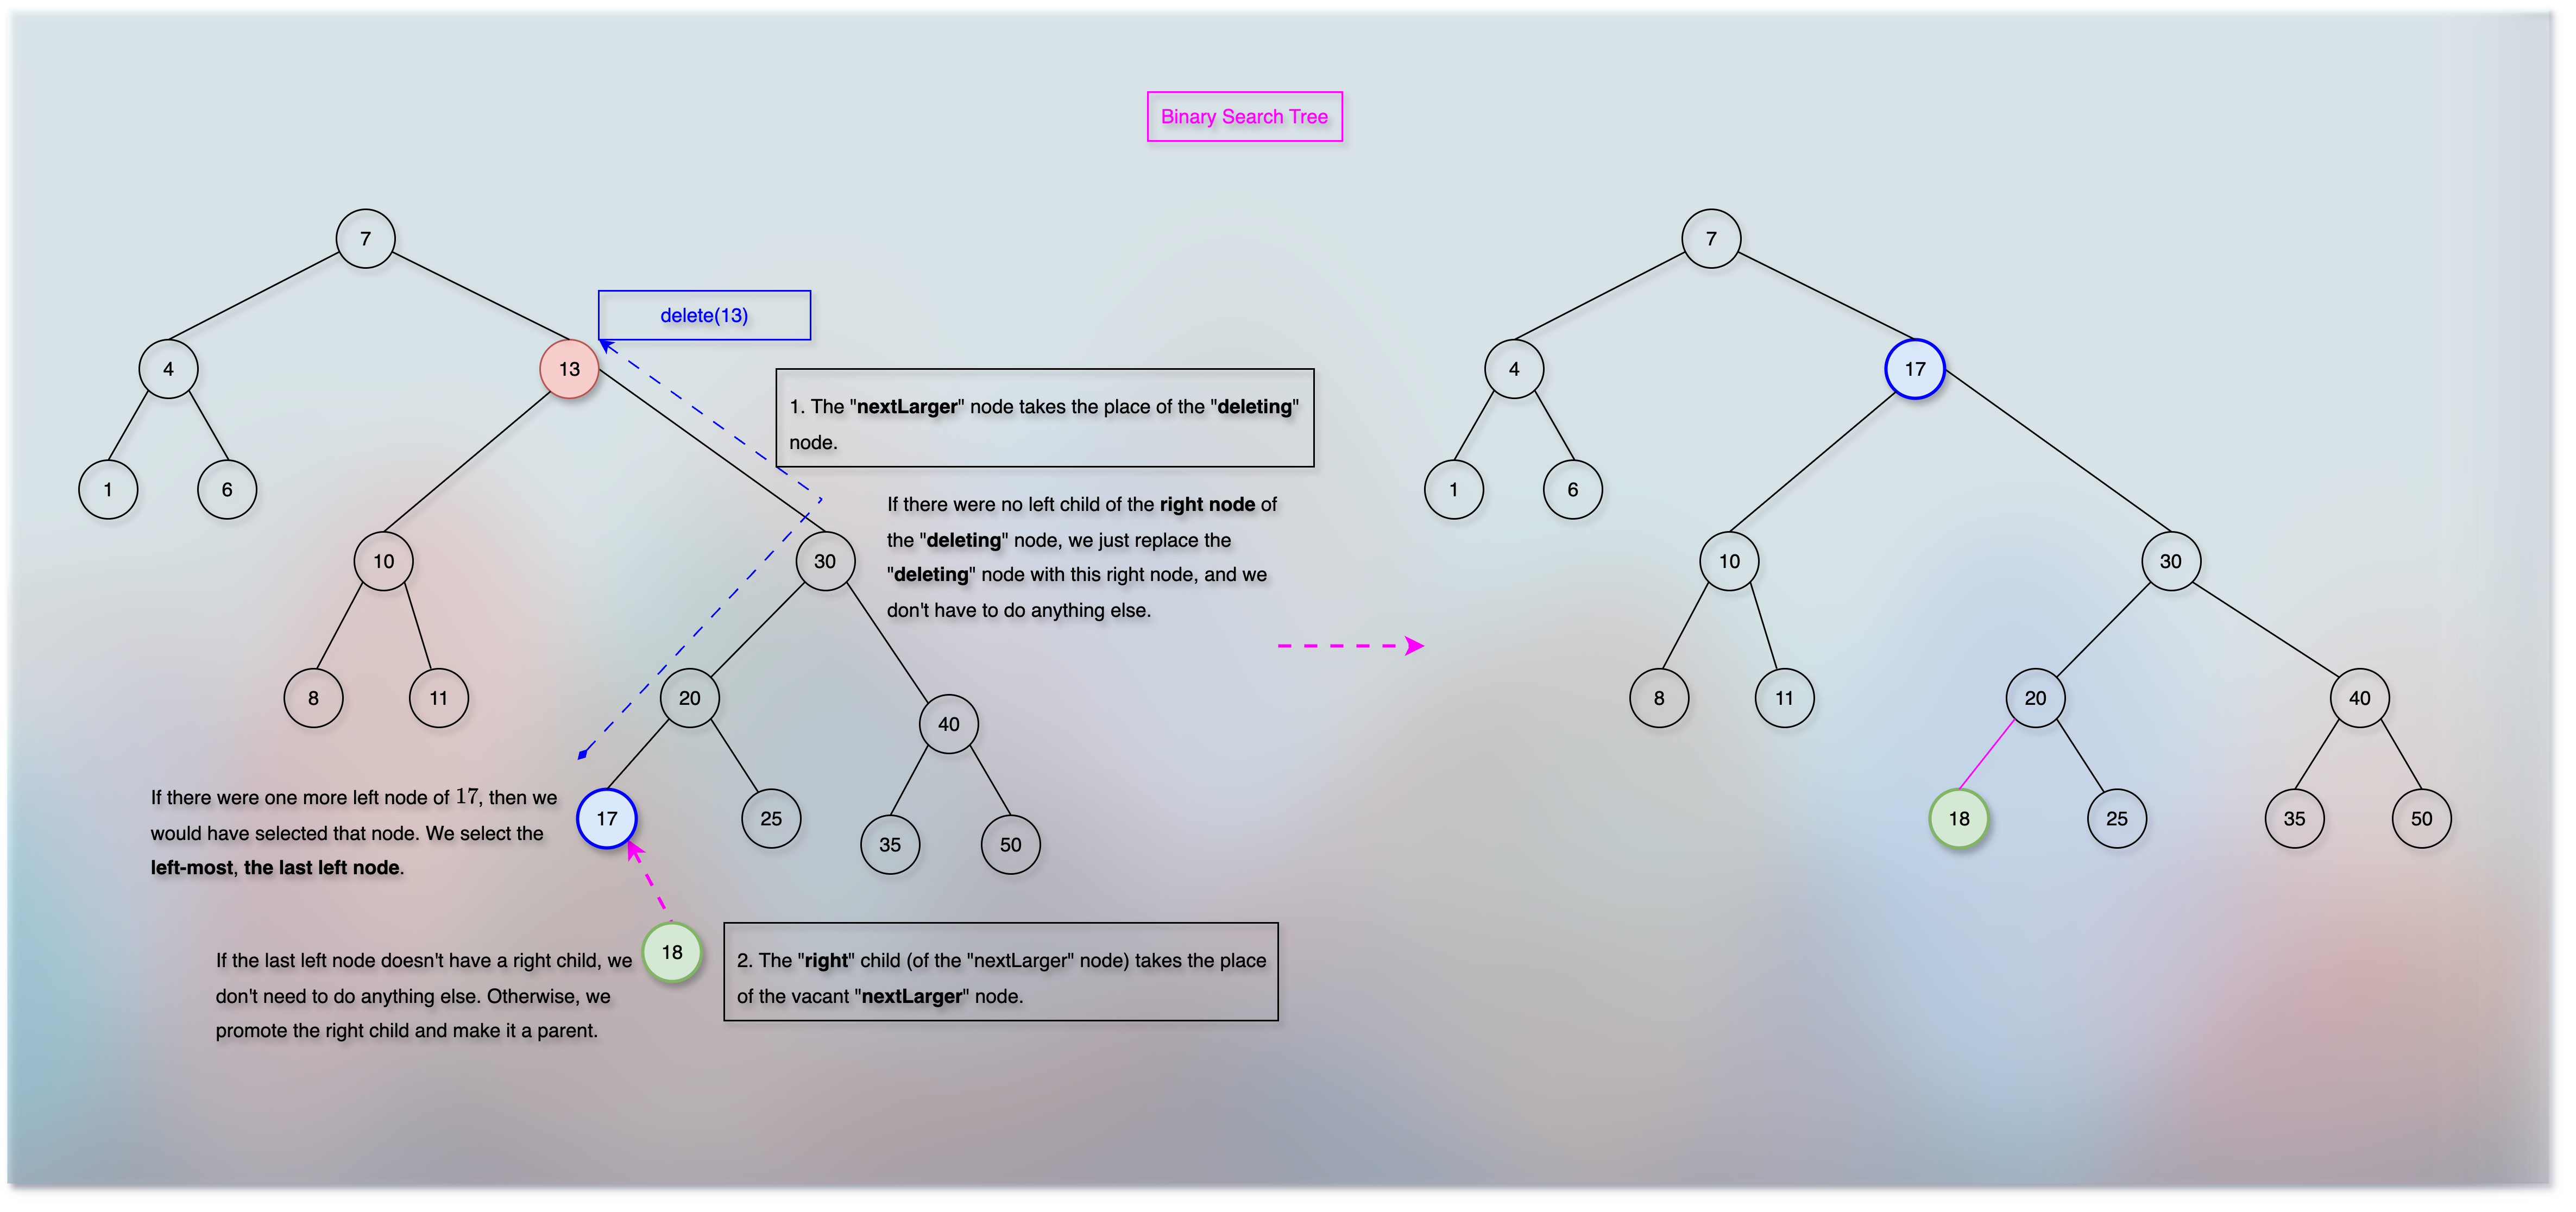 Binary Search Tree
7
delete(13)
4
13
1. The "nextLarger" node takes the place of the "deleting"
node.
1
6
If there were no left child of the right node of
the "deleting" node, we just replace the
"deleting" node with this right node, and we
don't have to do anything else.
10
30
8
11
20
40
If there were one more left node of 17, then we
would have selected that node. We select the
left-most, the last left node.
17
25
35
50
18
If the last left node doesn't have a right child, we
don't need to do anything else. Otherwise, we
promote the right child and make it a parent.
2. The "right" child (of the "nextLarger" node) takes the place
of the vacant "nextLarger" node.
7
4
17
1
6
10
30
8
11
20
40
18
25
35
50